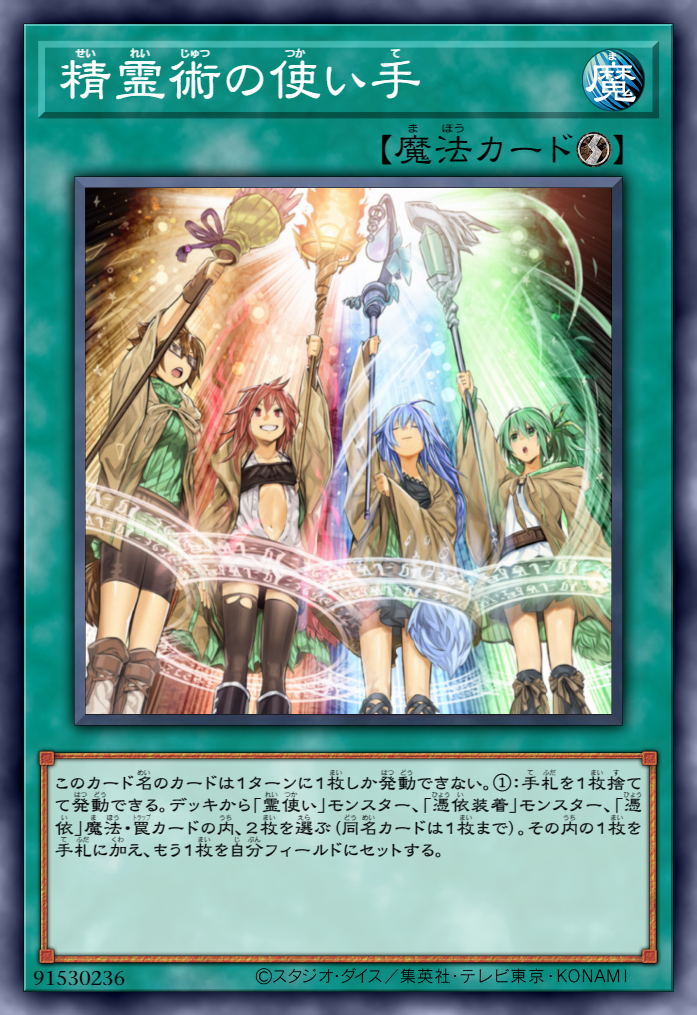 精霊術の使い手
魔
【魔法カード】
このカード名のカードは1ターンに1枚しか発動できない。①:手札を1枚捨て
て発動できる。デッキから「霊使い」モンスター、「憑依装着」モンスター、「憑
依」魔法・罠カードの内、2枚を選ぶ(同名カードは1枚まで)。その内の1枚を
手札に加え、もう1枚を自分フィールドにセットする。
91530236
©スタジオ・ダイス/集英社・テレビ東京・KONAMI